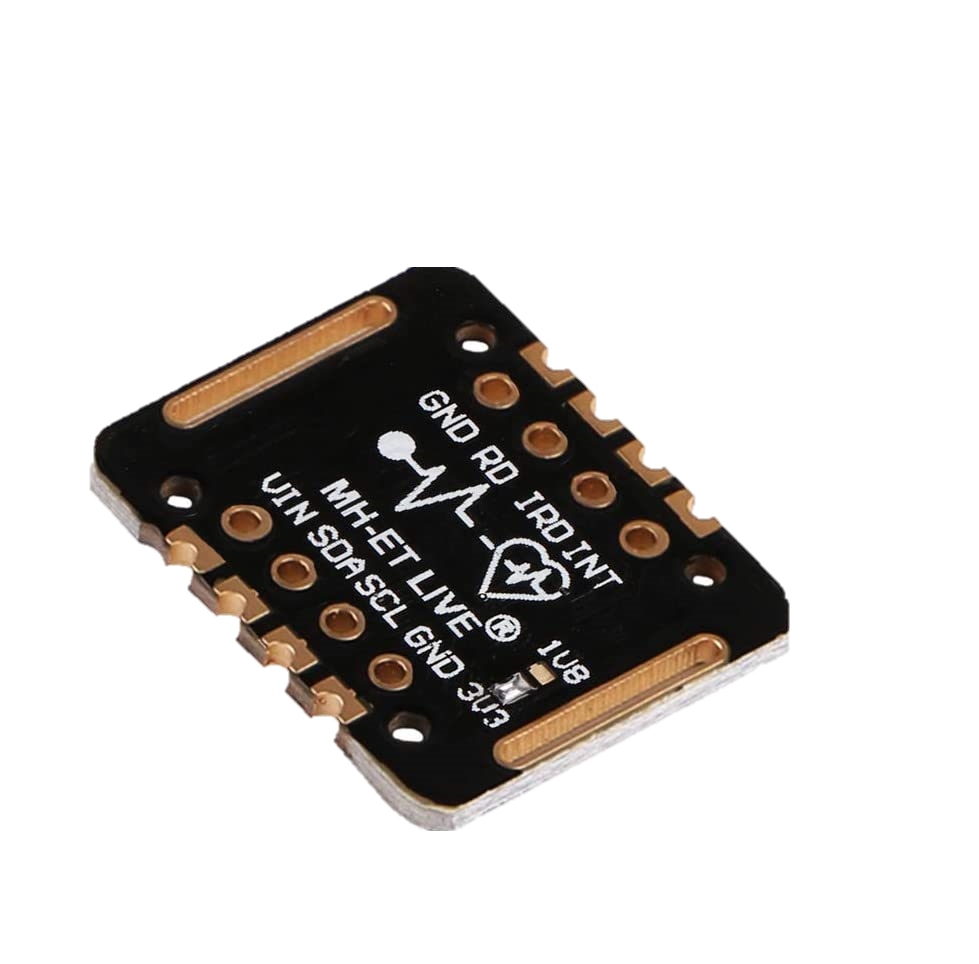 GND RD IRD INT
MH-ET LIVE®
VIN SDA SCL GND
1V8
3V3